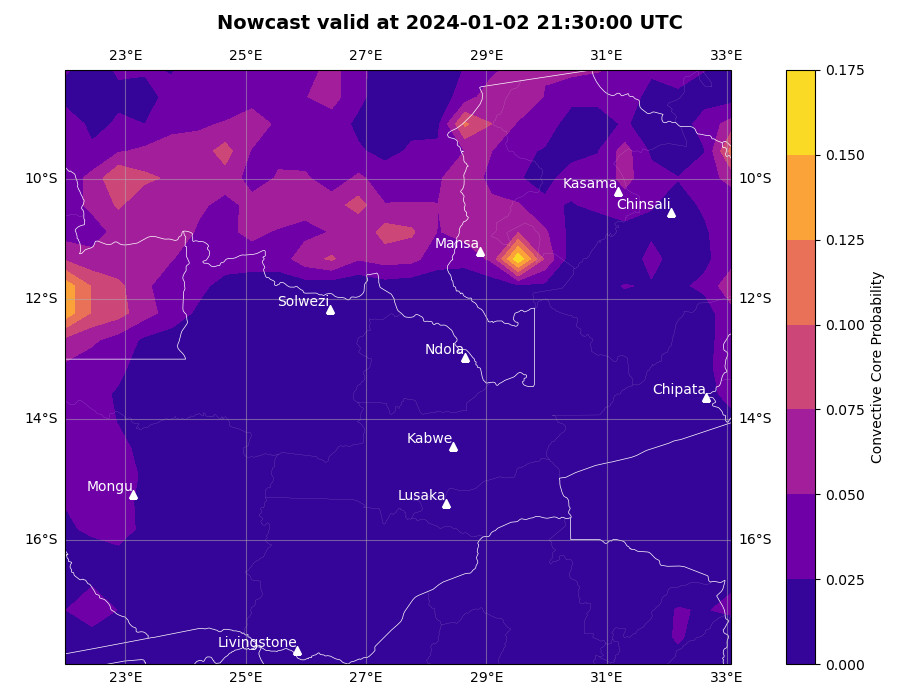 Nowcast valid at 2024-01-02 21:30:00 UTC
23°E 25°E 27°E 29°E 31°E 33°E
0.175
0.150
0.125
0.100
0.075
0.050
0.025
0.000
Convective Core Probability
10°S 10°S
12°S 12°S
14°S 14°S
16°S 16°S
Kasama
Chinsali
Mansa
Solwezi
Ndola
Chipata
Kabwe
Mongu
Lusaka
Livingstone
23°E 25°E 27°E 29°E 31°E 33°E